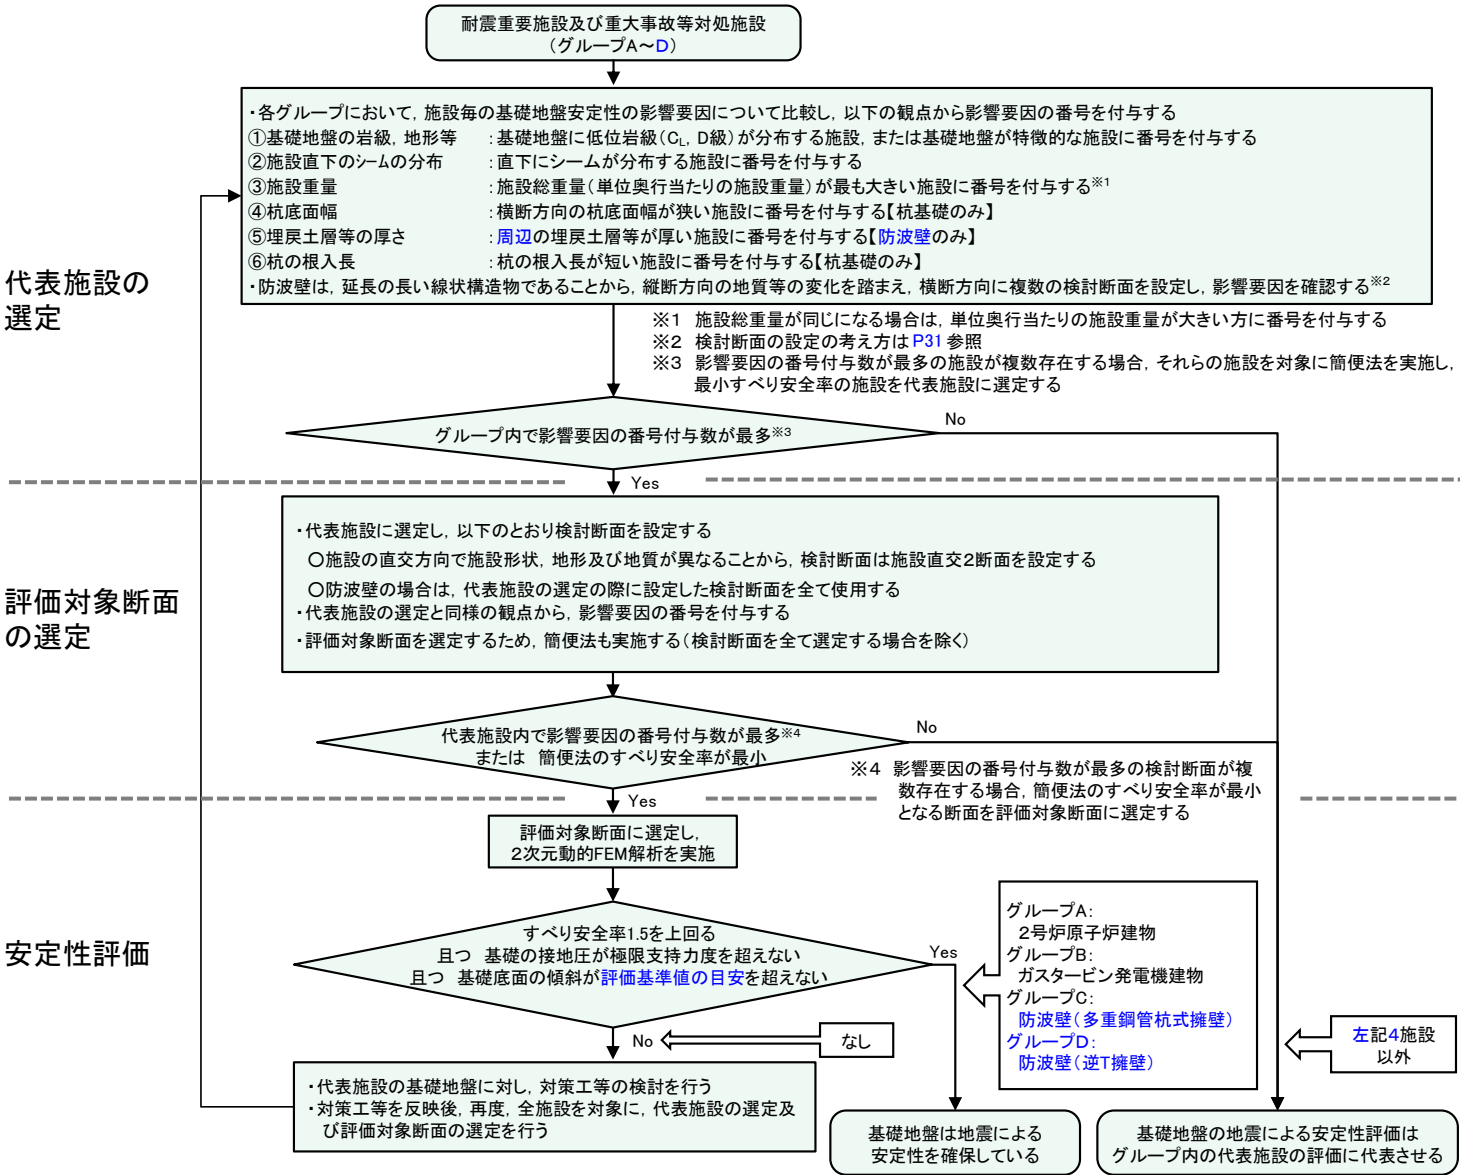 耐震重要施設及び重大事故等対処施設
（グループA～D）
・各グループにおいて，施設毎の基礎地盤安定性の影響要因について比較し，以下の観点から影響要因の番号を付与する
①基礎地盤の岩級，地形等　：基礎地盤に低位岩級（CL，D級）が分布する施設，または基礎地盤が特徴的な施設に番号を付与する
②施設直下のシームの分布　：直下にシームが分布する施設に番号を付与する
③施設重量　：施設総重量（単位奥行当たりの施設重量）が最も大きい施設に番号を付与する※1
④杭底面幅　：横断方向の杭底面幅が狭い施設に番号を付与する【杭基礎のみ】
⑤埋戻土層等の厚さ　：周辺の埋戻土層等が厚い施設に番号を付与する【防波壁のみ】
⑥杭の根入長　：杭の根入長が短い施設に番号を付与する【杭基礎のみ】
・防波壁は，延長の長い線状構造物であることから，縦断方向の地質等の変化を踏まえ，横断方向に複数の検討断面を設定し，影響要因を確認する※2
代表施設の
選定
※1　施設総重量が同じになる場合は，単位奥行当たりの施設重量が大きい方に番号を付与する
※2　検討断面の設定の考え方はP31参照
※3　影響要因の番号付与数が最多の施設が複数存在する場合，それらの施設を対象に簡便法を実施し，
最小すべり安全率の施設を代表施設に選定する
グループ内で影響要因の番号付与数が最多※3
No
Yes
・代表施設に選定し，以下のとおり検討断面を設定する
○施設の直交方向で施設形状，地形及び地質が異なることから，検討断面は施設直交2断面を設定する
○防波壁の場合は，代表施設の選定の際に設定した検討断面を全て使用する
・代表施設の選定と同様の観点から，影響要因の番号を付与する
・評価対象断面を選定するため，簡便法も実施する（検討断面を全て選定する場合を除く）
評価対象断面
の選定
代表施設内で影響要因の番号付与数が最多※4
または　簡便法のすべり安全率が最小
No
Yes
※4　影響要因の番号付与数が最多の検討断面が複
数存在する場合，簡便法のすべり安全率が最小
となる断面を評価対象断面に選定する
評価対象断面に選定し，
2次元動的FEM解析を実施
安定性評価
すべり安全率1.5を上回る
且つ　基礎の接地圧が極限支持力度を超えない
且つ　基礎底面の傾斜が評価基準値の目安を超えない
Yes
グループA：
2号炉原子炉建物
グループB：
ガスタービン発電機建物
グループC：
防波壁（多重鋼管杭式擁壁）
グループD：
防波壁（逆T擁壁）
No
なし
左記4施設
以外
・代表施設の基礎地盤に対し，対策工等の検討を行う
・対策工等を反映後，再度，全施設を対象に，代表施設の選定及
び評価対象断面の選定を行う
基礎地盤は地震による
安定性を確保している
基礎地盤の地震による安定性評価は
グループ内の代表施設の評価に代表させる